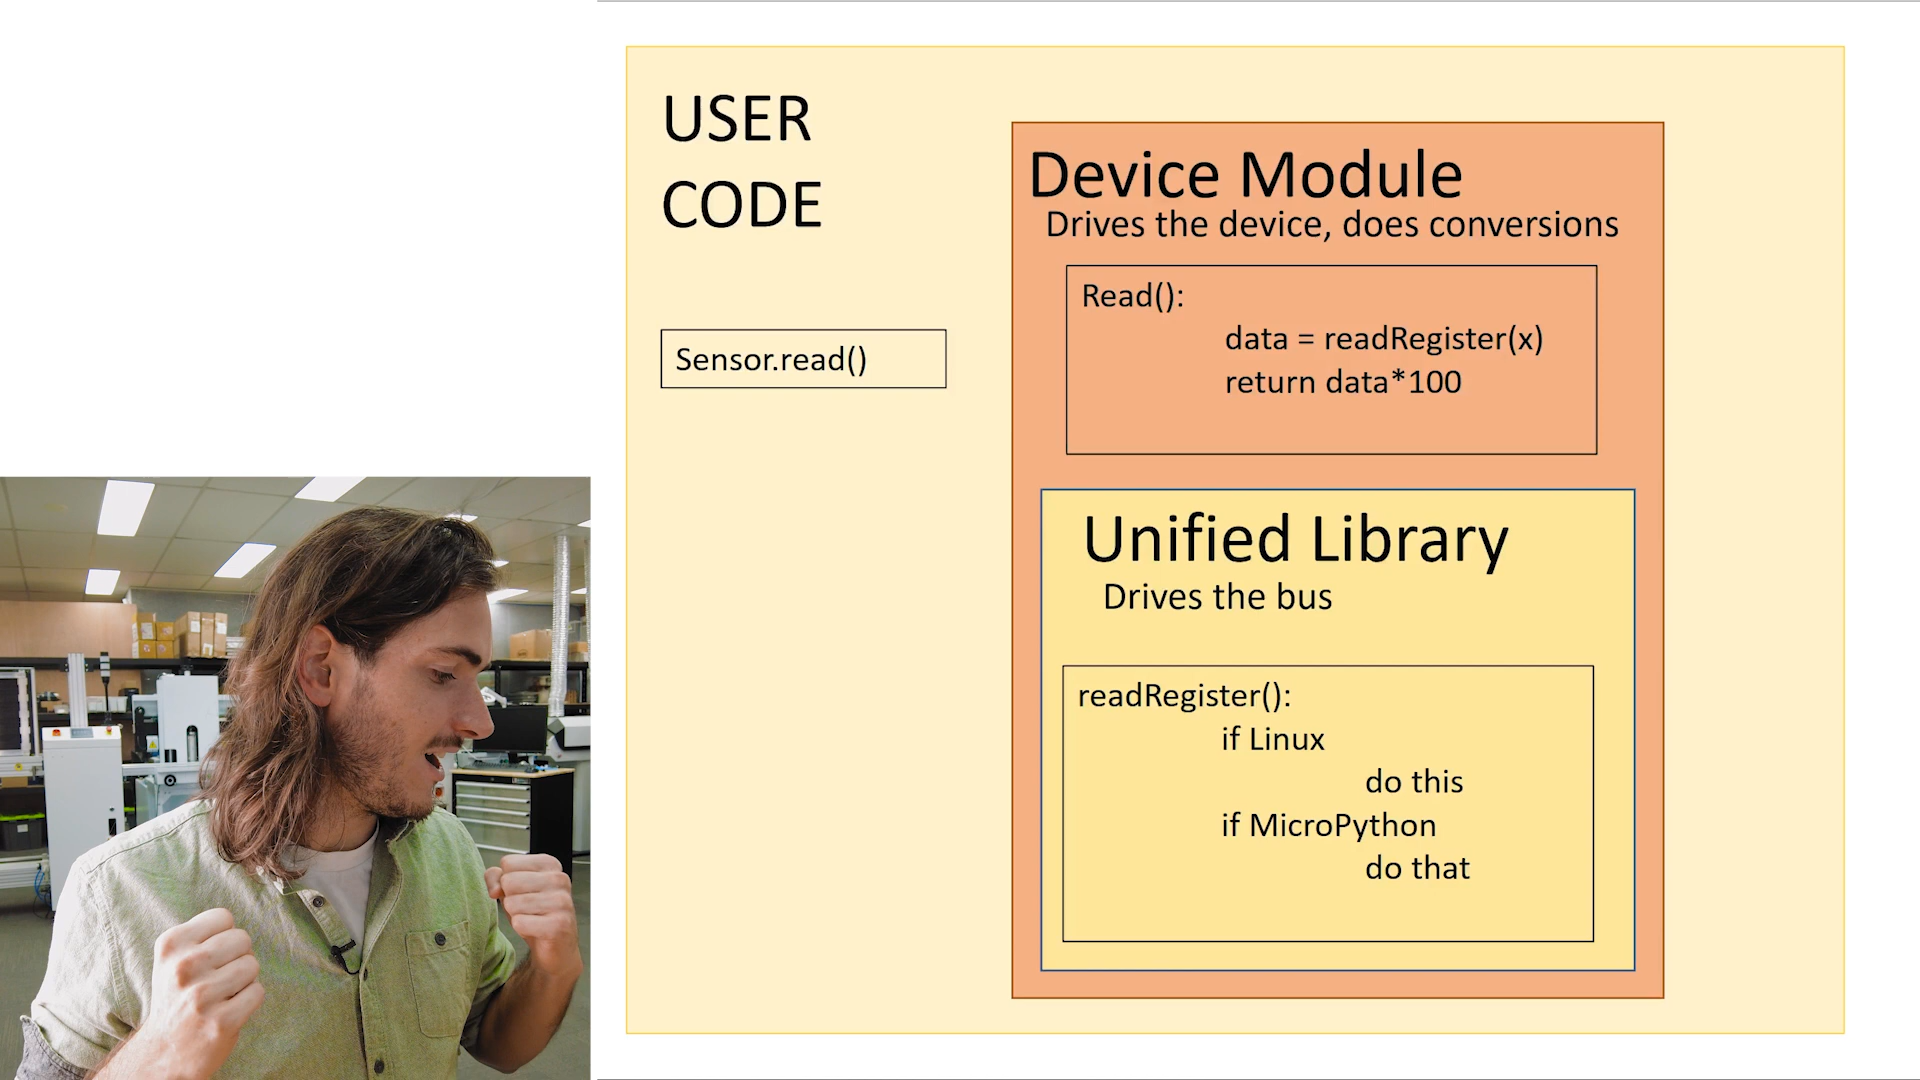 USER
CODE
Sensor.read()
Device Module
Drives the device, does conversions
Read():
data = readRegister(x)
return data*100
Unified Library
Drives the bus
readRegister():
if Linux
do this
if MicroPython
do that